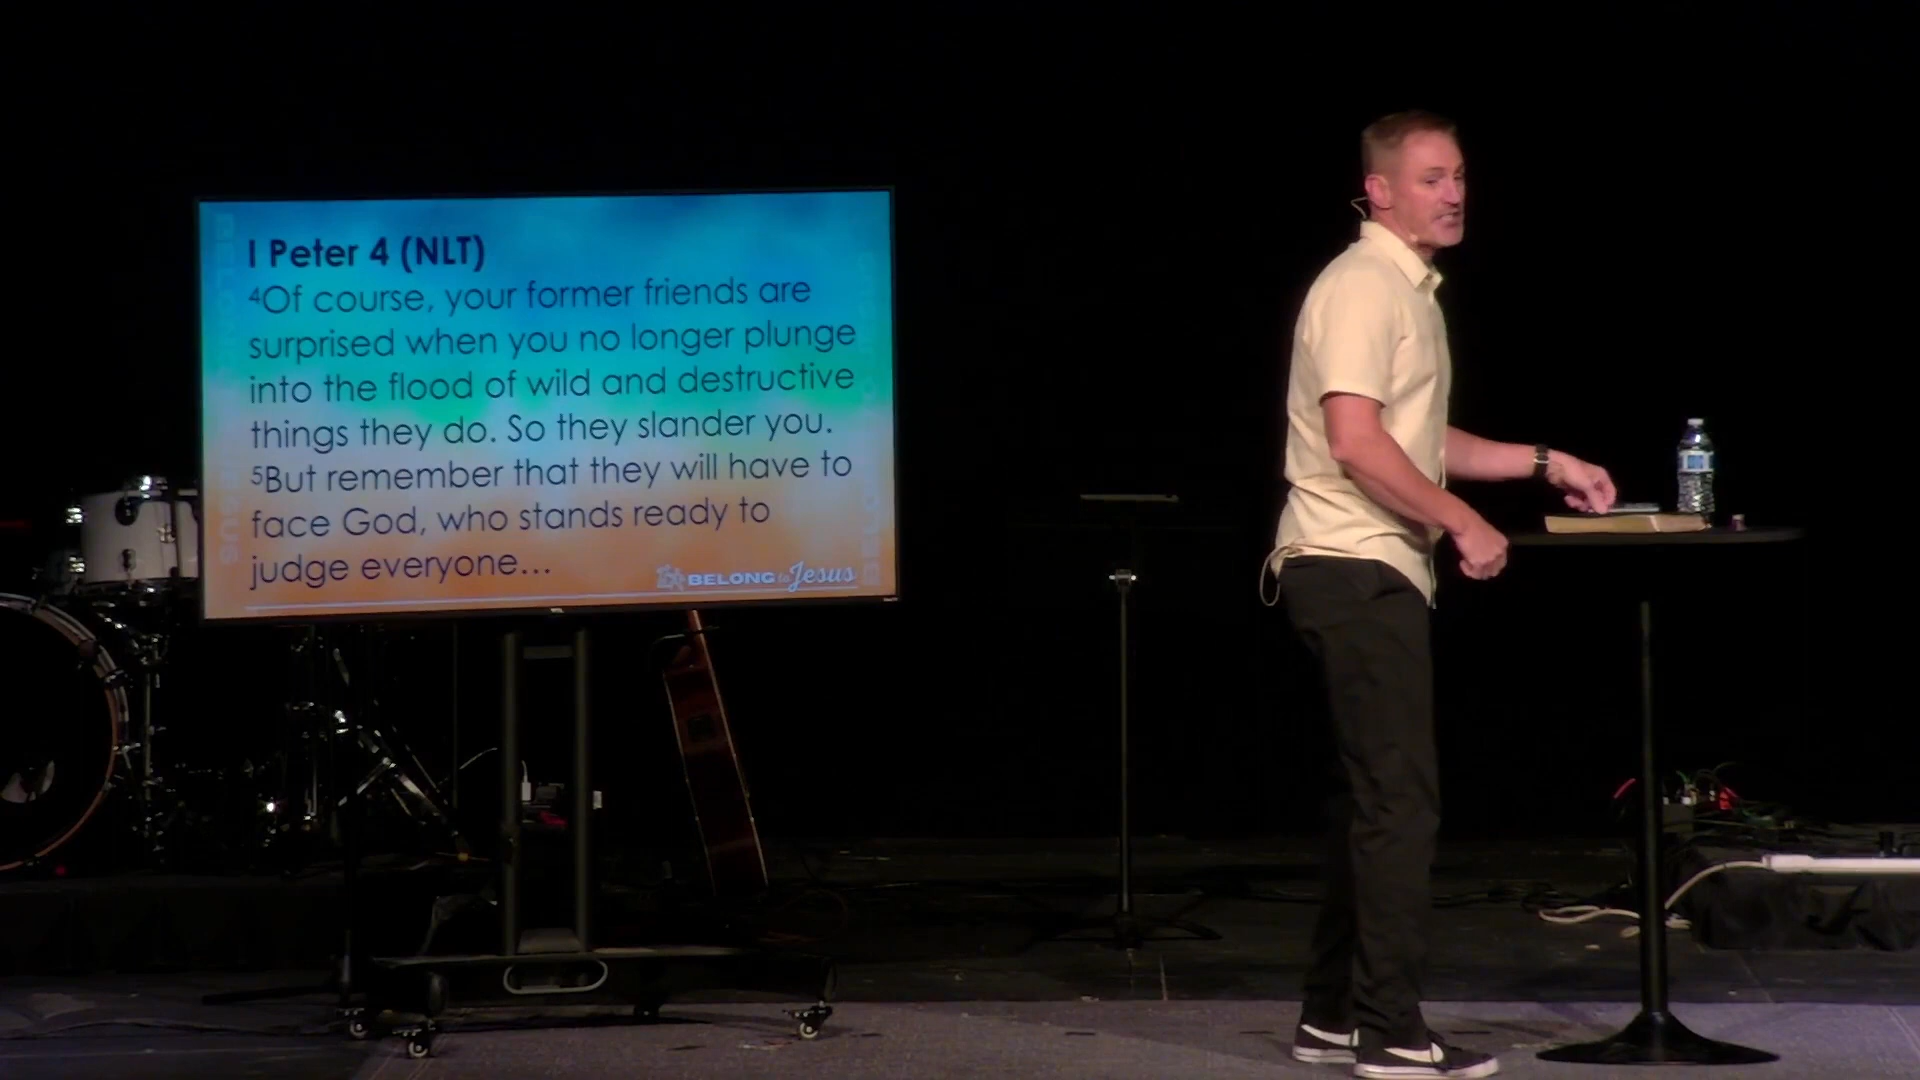 I Peter 4 (NLT)
⁴Of course, your former friends are
surprised when you no longer plunge
into the flood of wild and destructive
things they do. So they slander you.
⁵But remember that they will have to
face God, who stands ready to
judge everyone...
BELONG to Jesus